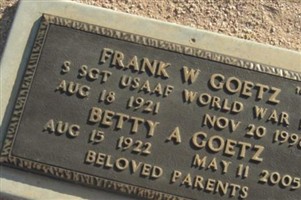 FRANK W GOETZ
S SGT USAAF WORLD WAR
AUG 18 1921 NOV 20
BETTY A GOETZ
AUG 15 1922 MAY 11 2005
BELOVED PARENTS